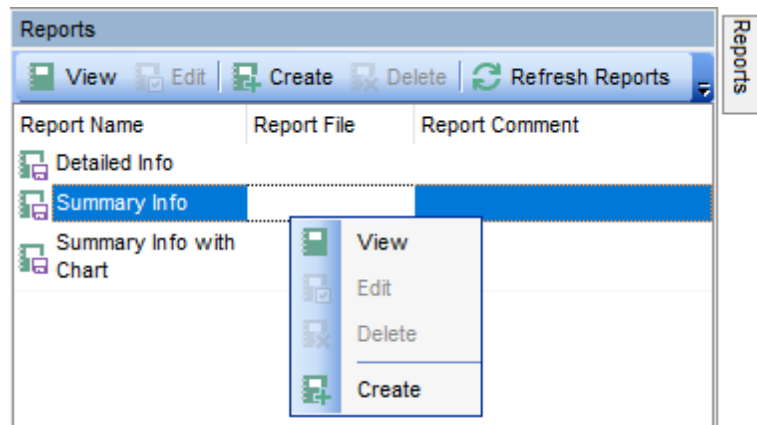 Reports
View Edit Create Delete Refresh Reports
Reports
Report Name Report File Report Comment
Detailed Info
Summary Info
Summary Info with
Chart
View
Edit
Delete
Create